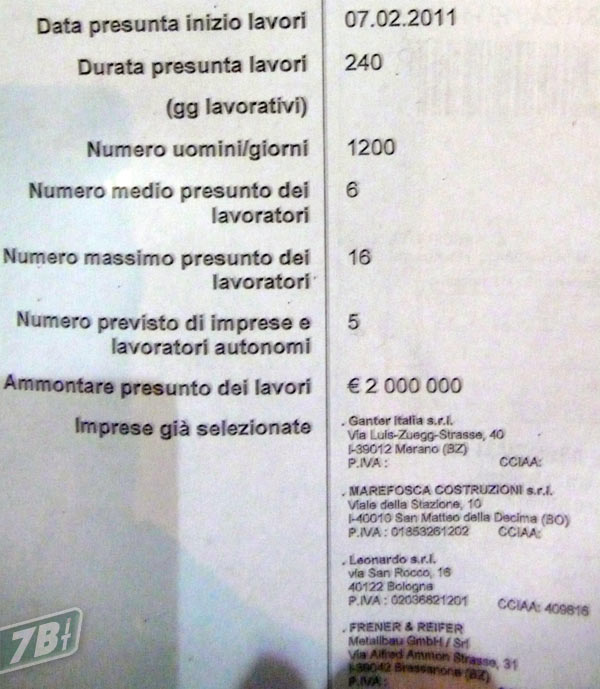 Data presunta inizio lavori 07.02.2011
Durata presunta lavori 240
(gg lavorativi)
Numero uomini/giorni 1200
Numero medio presunto dei 6
lavoratori
Numero massimo presunto dei 16
lavoratori
Numero previsto di imprese e 5
lavoratori autonomi
Ammontare presunto dei lavori € 2 000 000
Imprese già selezionate
. Ganter Italia s.r.l.
Via Luis-Zuegg-Strasse, 40
I-39012 Merano (BZ)
P.IVA : CCIAA:
. MAREFOSCA COSTRUZIONI s.r.l.
Viale della Stazione, 10
I-40010 San Matteo della Decima (BO)
P.IVA : 01853261202 CCIAA:
. Leonardo s.r.l.
via San Rocco, 16
40122 Bologna
P.IVA : 02036821201 CCIAA: 409816
. FRENER & REIFER
Metallbau GmbH / Srl
Via Alfred Ammon Strasse, 31
I-39042 Bressanone (BZ)
P.IVA :
7B